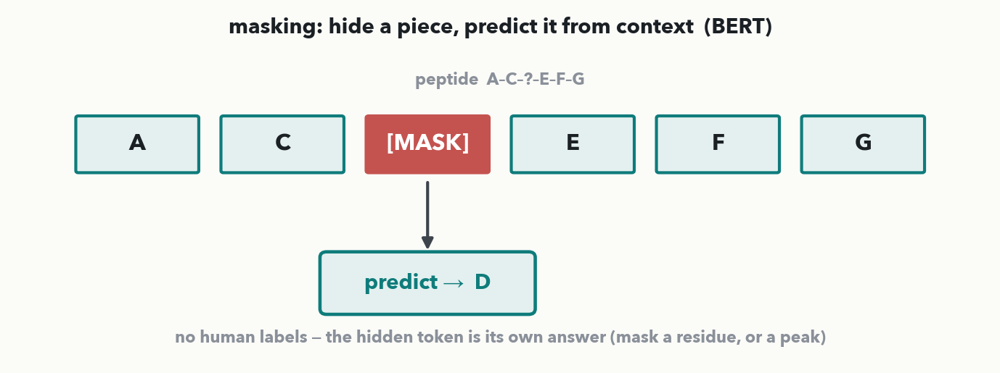 masking: hide a piece, predict it from context  (BERT)
peptide  A–C–?–E–F–G
A C [MASK] E F G
predict → D
no human labels — the hidden token is its own answer (mask a residue, or a peak)